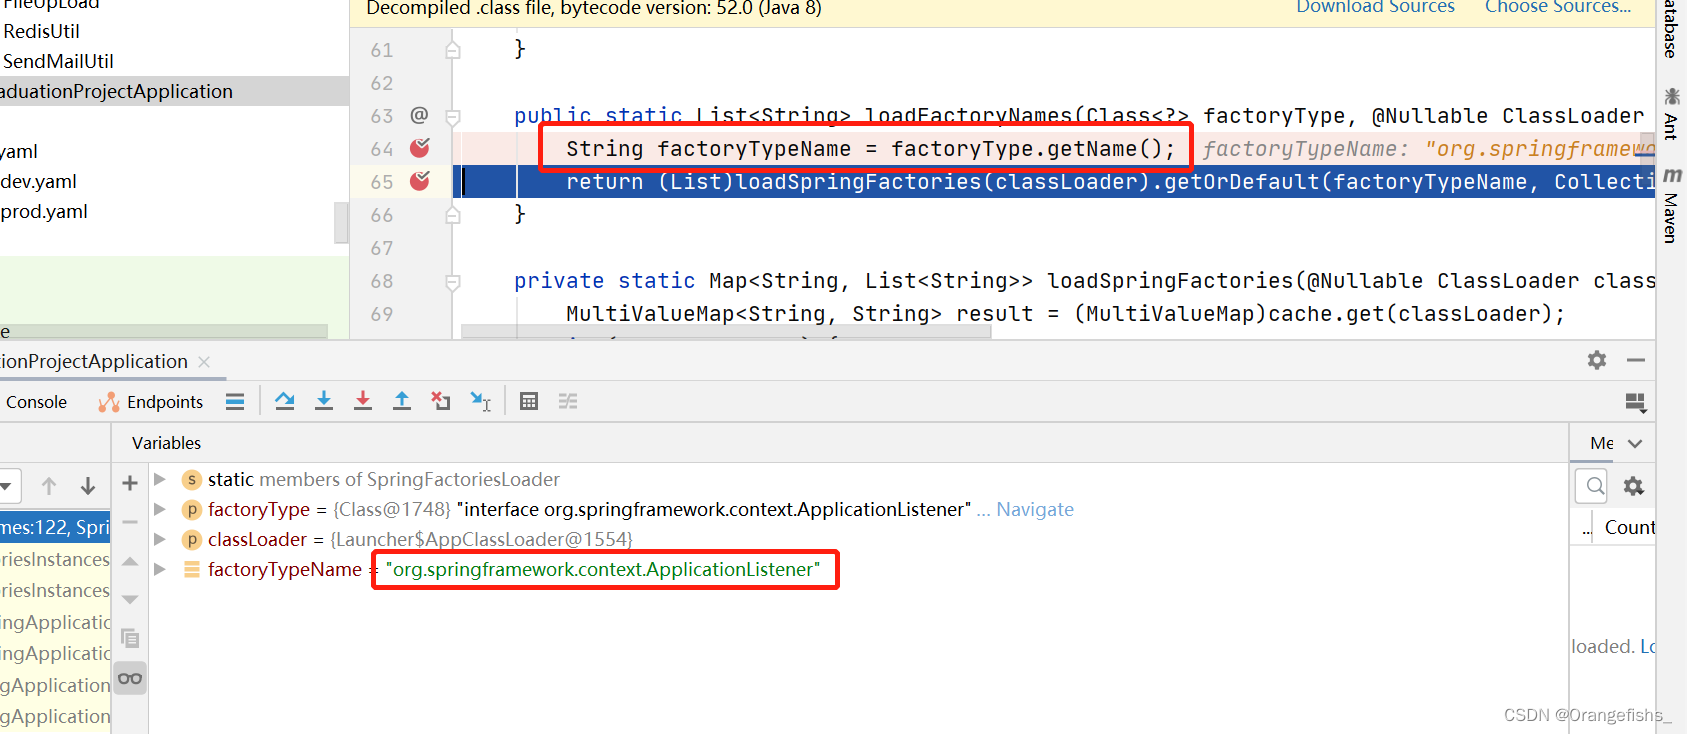 FileUpLoad
RedisUtil
SendMailUtil
aduationProjectApplication
yaml
dev.yaml
prod.yaml
e
Decompiled .class file, bytecode version: 52.0 (Java 8)
Download Sources
Choose Sources...
61 }
62
63 @ public static List<String> loadFactoryNames(Class<?> factoryType, @Nullable ClassLoader
64 String factoryTypeName = factoryType.getName(); factoryTypeName: "org.springframewo
65 return (List)loadSpringFactories(classLoader).getOrDefault(factoryTypeName, Collecti
66 }
67
68 private static Map<String, List<String>> loadSpringFactories(@Nullable ClassLoader class
69 MultiValueMap<String, String> result = (MultiValueMap)cache.get(classLoader);
atabase
Ant
m
Maven
ionProjectApplication
Console
Endpoints
Variables
Me
mes:122, Spri
riesInstances
riesInstances
ingApplicatic
ingApplicatic
gApplication
gApplication
s static members of SpringFactoriesLoader
p factoryType = {Class@1748} "interface org.springframework.context.ApplicationListener" ... Navigate
p classLoader = {Launcher$AppClassLoader@1554}
factoryTypeName = "org.springframework.context.ApplicationListener"
.. Count
loaded. Lo
CSDN @Orangefishs_